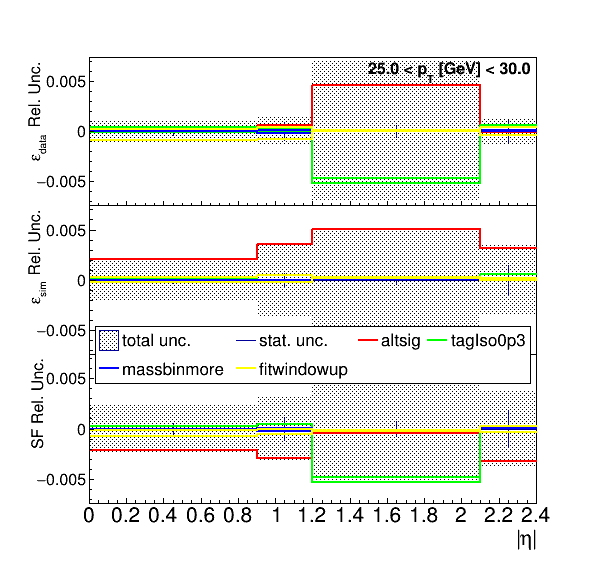 25.0 < pT [GeV] < 30.0
εdata Rel. Unc.
0.005
0
−0.005
εsim Rel. Unc.
0.005
0
−0.005
total unc. stat. unc. altsig tagIso0p3
massbinmore fitwindowup
SF Rel. Unc.
0.005
0
−0.005
0 0.2 0.4 0.6 0.8 1 1.2 1.4 1.6 1.8 2 2.2 2.4
|η|